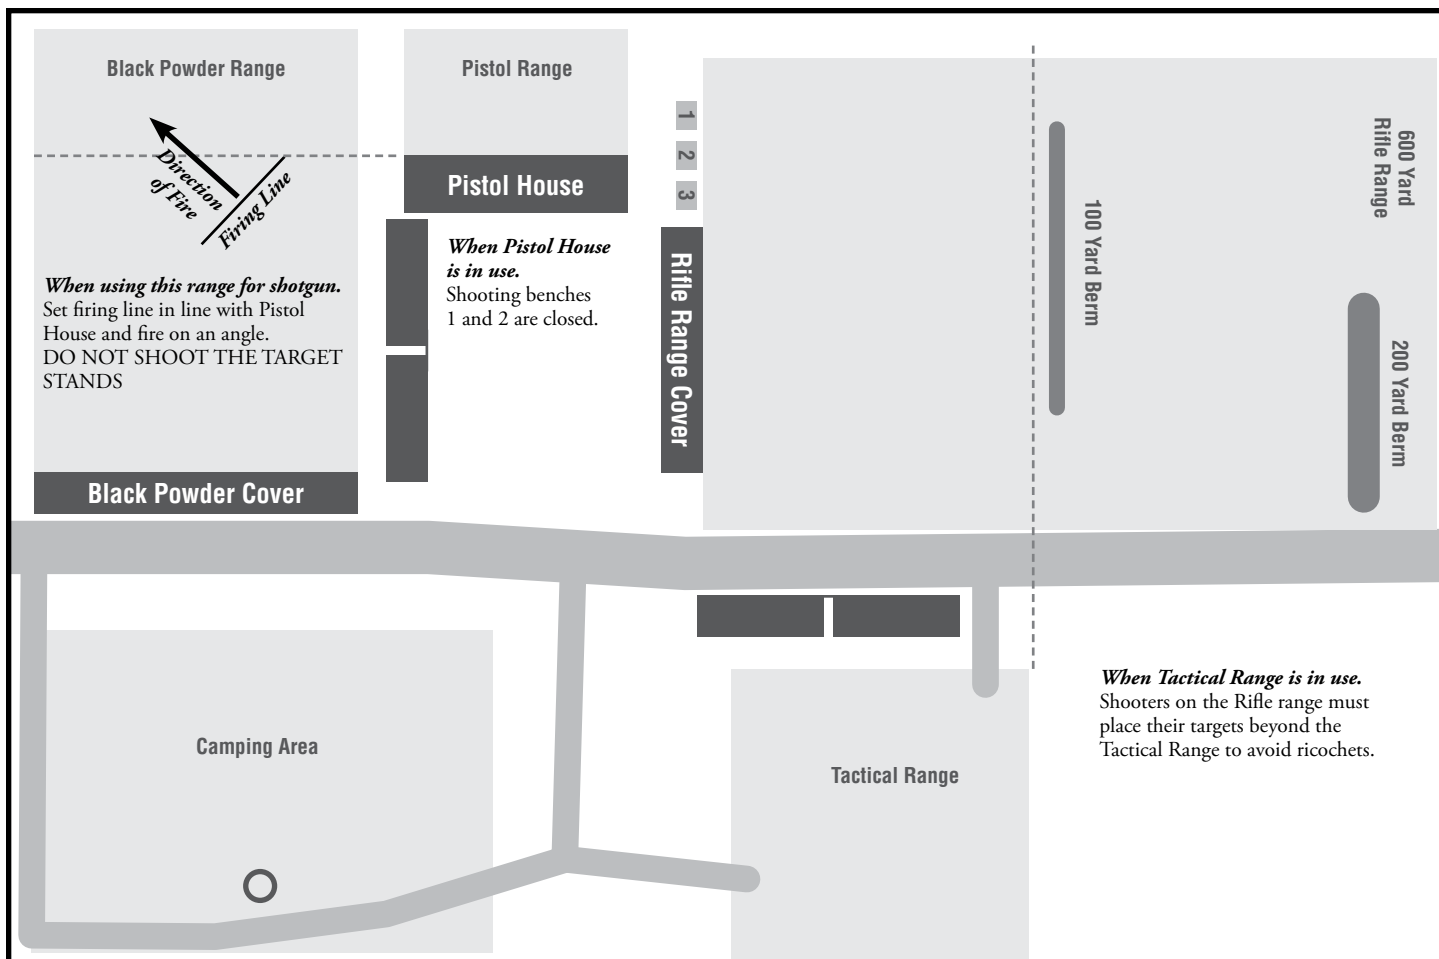 Black Powder Range
Direction
of Fire
Firing Line
When using this range for shotgun.
Set firing line in line with Pistol
House and fire on an angle.
DO NOT SHOOT THE TARGET
STANDS
Black Powder Cover
Pistol Range
Pistol House
When Pistol House
is in use.
Shooting benches
1 and 2 are closed.
1
2
3
Rifle Range Cover
100 Yard Berm
600 Yard
Rifle Range
200 Yard Berm
Camping Area
Tactical Range
When Tactical Range is in use.
Shooters on the Rifle range must
place their targets beyond the
Tactical Range to avoid ricochets.